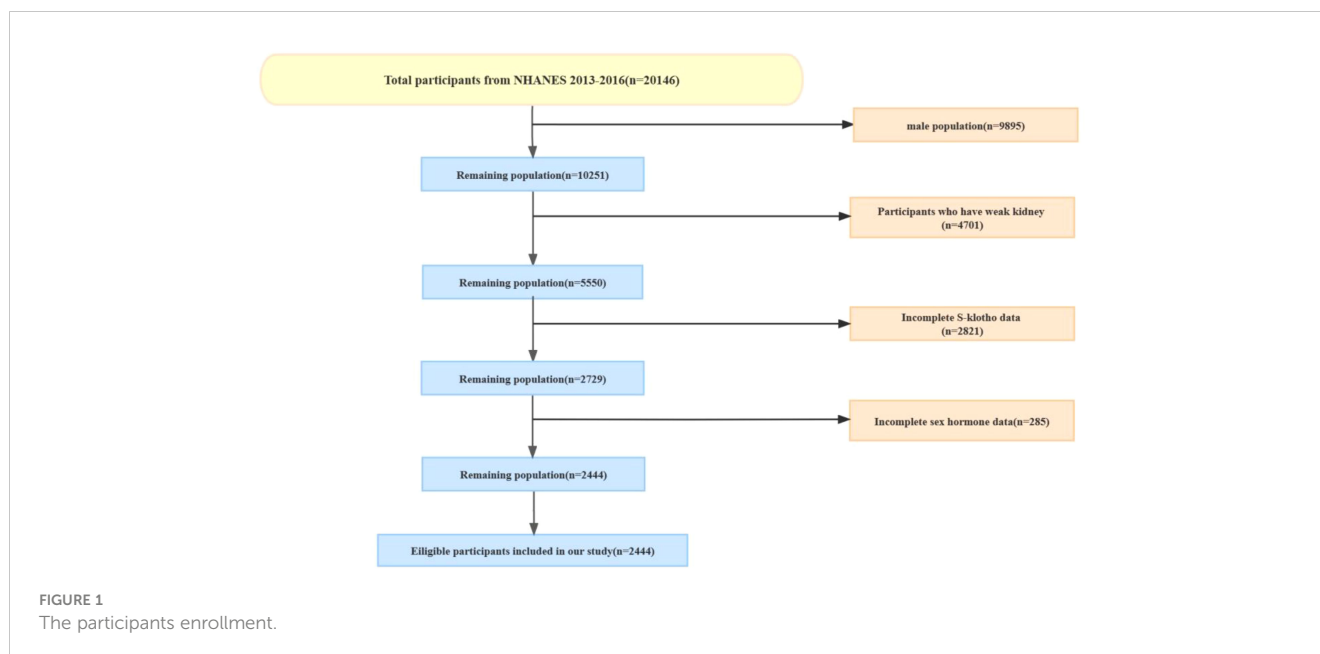 Total participants from NHANES 2013-2016(n=20146)
male population(n=9895)
Remaining population(n=10251)
Participants who have weak kidney
(n=4701)
Remaining population(n=5550)
Incomplete S-klotho data
(n=2821)
Remaining population(n=2729)
Incomplete sex hormone data(n=285)
Remaining population(n=2444)
Eiligible participants included in our study(n=2444)
FIGURE 1
The participants enrollment.